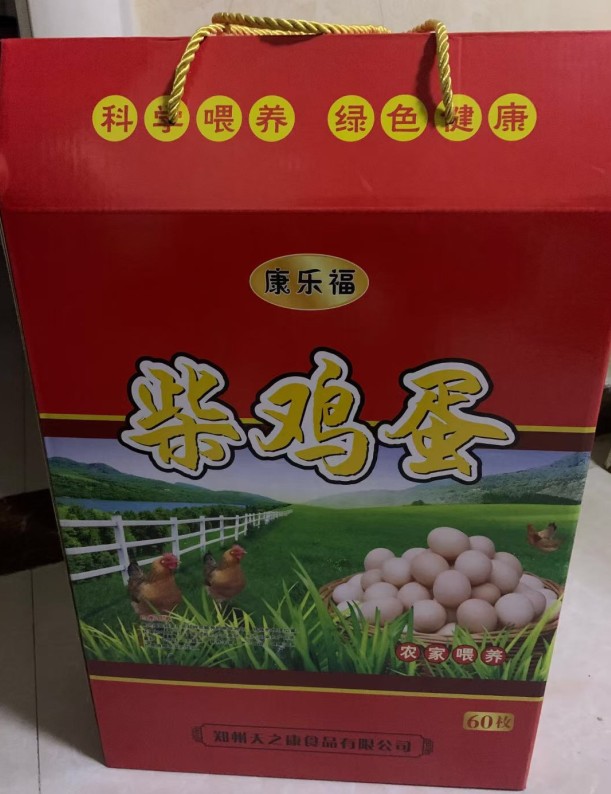 科学喂养 绿色健康
康乐福
柴鸡蛋
农家喂养
60枚
郑州天之康食品有限公司